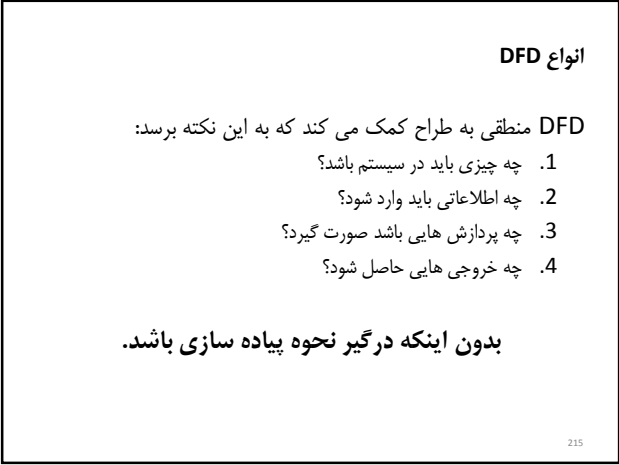 انواع DFD
DFD منطقی به طراح کمک می کند که به این نکته برسد:
1. چه چیزی باید در سیستم باشد؟
2. چه اطلاعاتی باید وارد شود؟
3. چه پردازش هایی باشد صورت گیرد؟
4. چه خروجی هایی حاصل شود؟
بدون اینکه درگیر نحوه پیاده سازی باشد.
215